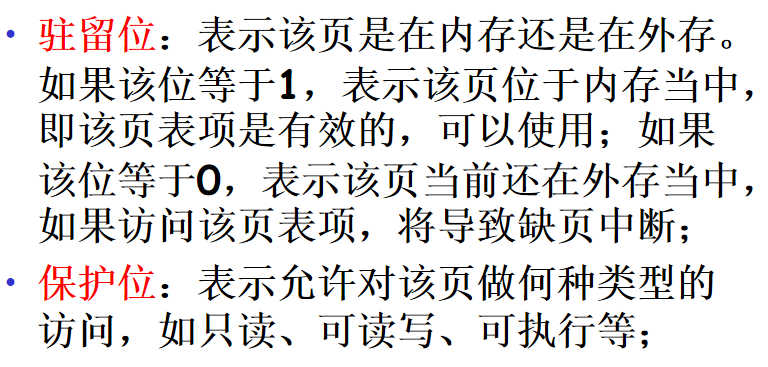 • 驻留位：表示该页是在内存还是在外存。
如果该位等于1，表示该页位于内存当中，
即该页表项是有效的，可以使用；如果
该位等于0，表示该页当前还在外存当中，
如果访问该页表项，将导致缺页中断；
• 保护位：表示允许对该页做何种类型的
访问，如只读、可读写、可执行等；